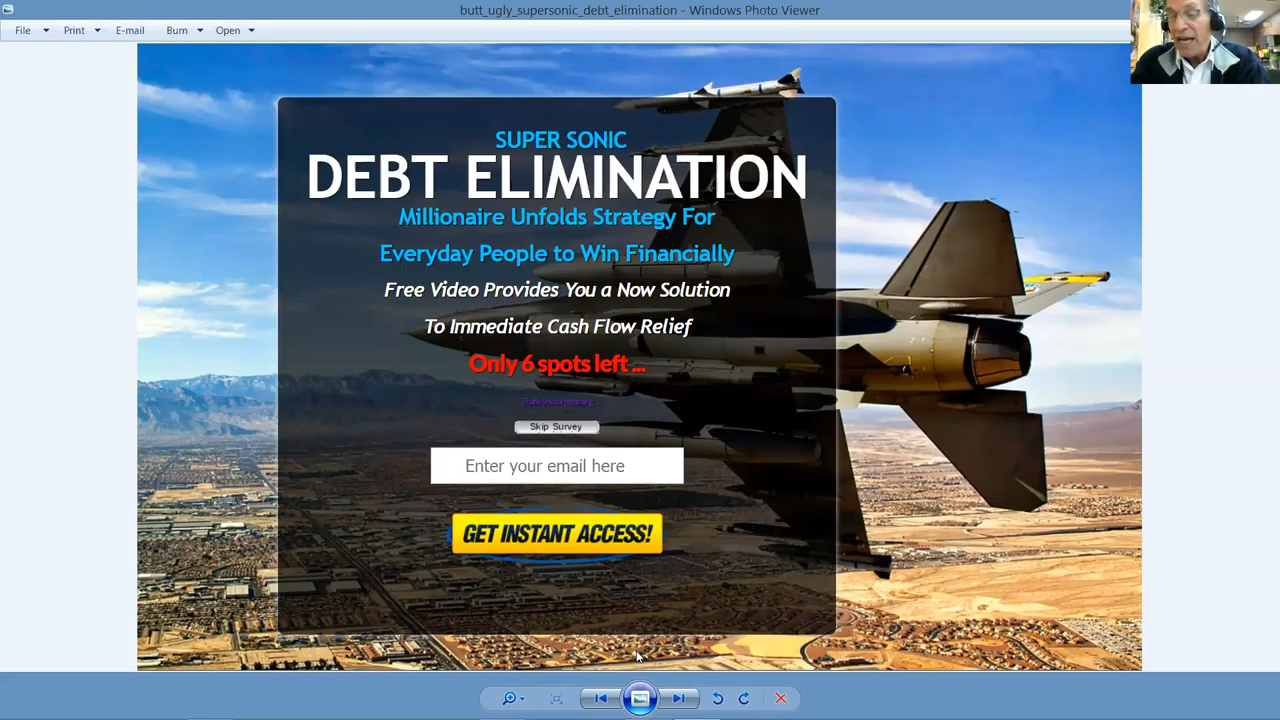 butt_ugly_supersonic_debt_elimination - Windows Photo Viewer
File Print E-mail Burn Open
SUPER SONIC
DEBT ELIMINATION
Millionaire Unfolds Strategy For
Everyday People to Win Financially
Free Video Provides You a Now Solution
To Immediate Cash Flow Relief
Only 6 spots left ...
Skip Survey
Enter your email here
GET INSTANT ACCESS!